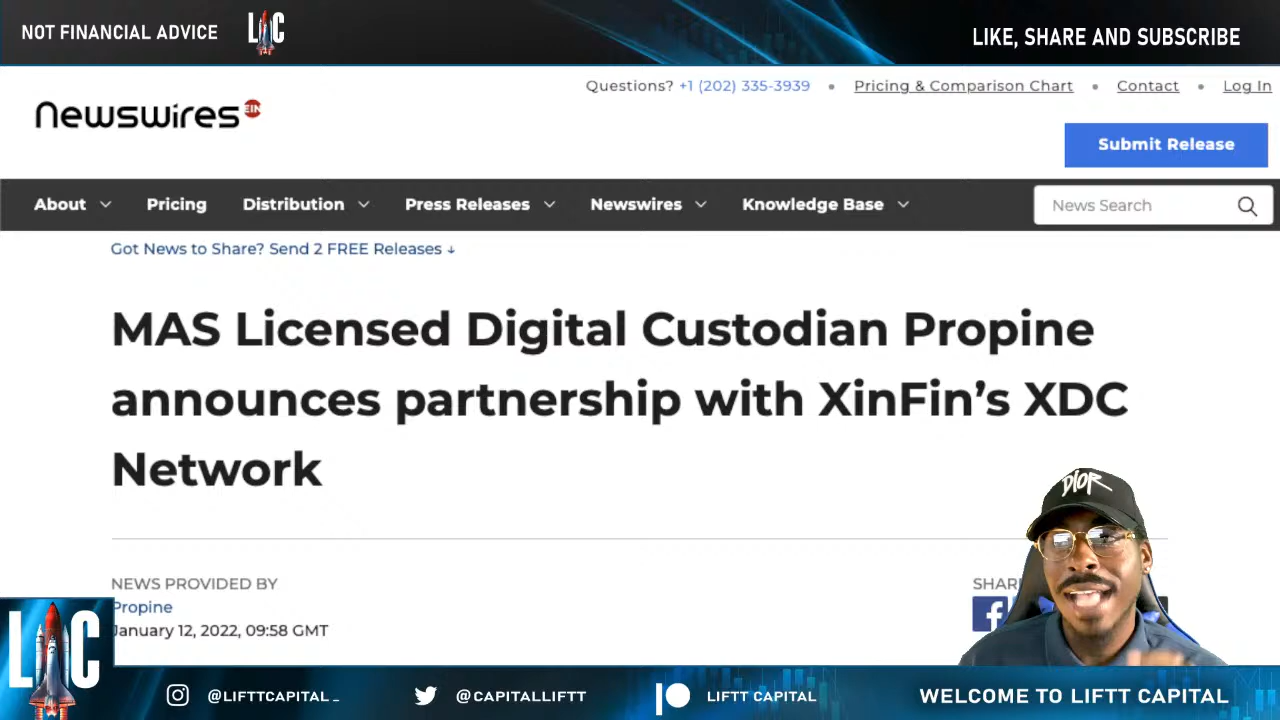 NOT FINANCIAL ADVICE
LC
LIKE, SHARE AND SUBSCRIBE
Questions? +1 (202) 335-3939 • Pricing & Comparison Chart • Contact • Log In
newswires EIN
Submit Release
About Pricing Distribution Press Releases Newswires Knowledge Base News Search
Got News to Share? Send 2 FREE Releases ↓
MAS Licensed Digital Custodian Propine
announces partnership with XinFin's XDC
Network
DIOR
NEWS PROVIDED BY
Propine
January 12, 2022, 09:58 GMT
f
LC
@LIFTTCAPITAL_
@CAPITALLIFTT
LIFTT CAPITAL
WELCOME TO LIFTT CAPITAL